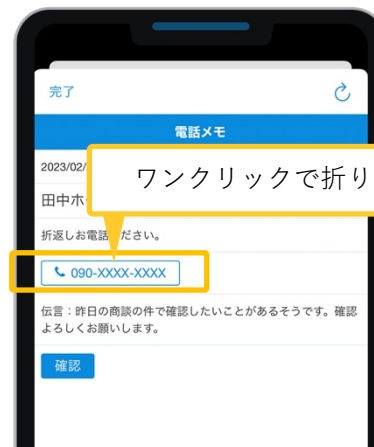 完了
電話メモ
2023/02/
ワンクリックで折り
田中ホ
折返しお電話ださい。
090-XXXX-XXXX
伝言：昨日の商談の件で確認したいことがあるそうです。確認
よろしくお願いします。
確認